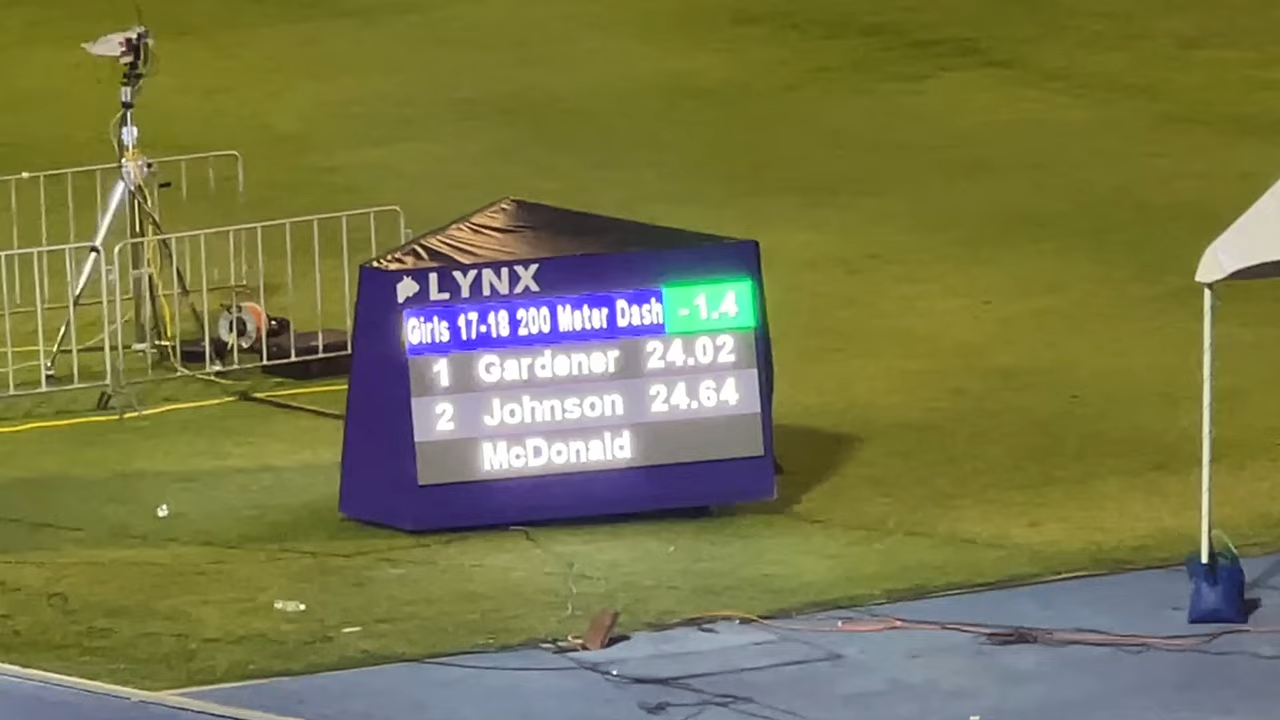 LYNX
Girls 17-18 200 Meter Dash -1.4
1 Gardener 24.02
2 Johnson 24.64
McDonald